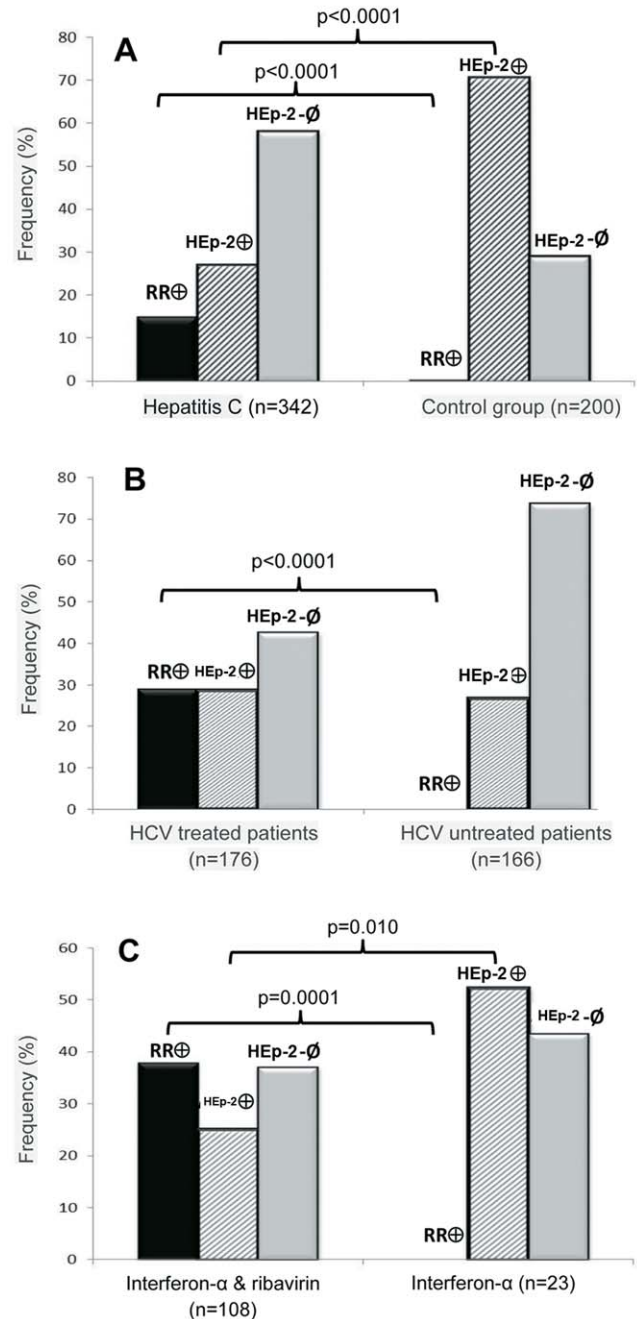 p<0.0001
A
p<0.0001
80
70
60
50
40
30
20
10
0
Frequency (%)
RR⊕
HEp-2⊕
HEp-2-Ø
RR⊕
HEp-2⊕
HEp-2-Ø
Hepatitis C (n=342)
Control group (n=200)
B
p<0.0001
80
70
60
50
40
30
20
10
0
Frequency (%)
RR⊕
HEp-2⊕
HEp-2-Ø
RR⊕
HEp-2⊕
HEp-2-Ø
HCV treated patients
(n=176)
HCV untreated patients
(n=166)
C
p=0.010
p=0.0001
60
50
40
30
20
10
0
Frequency (%)
RR⊕
HEp-2⊕
HEp-2-Ø
RR⊕
HEp-2⊕
HEp-2-Ø
Interferon-α & ribavirin
(n=108)
Interferon-α (n=23)